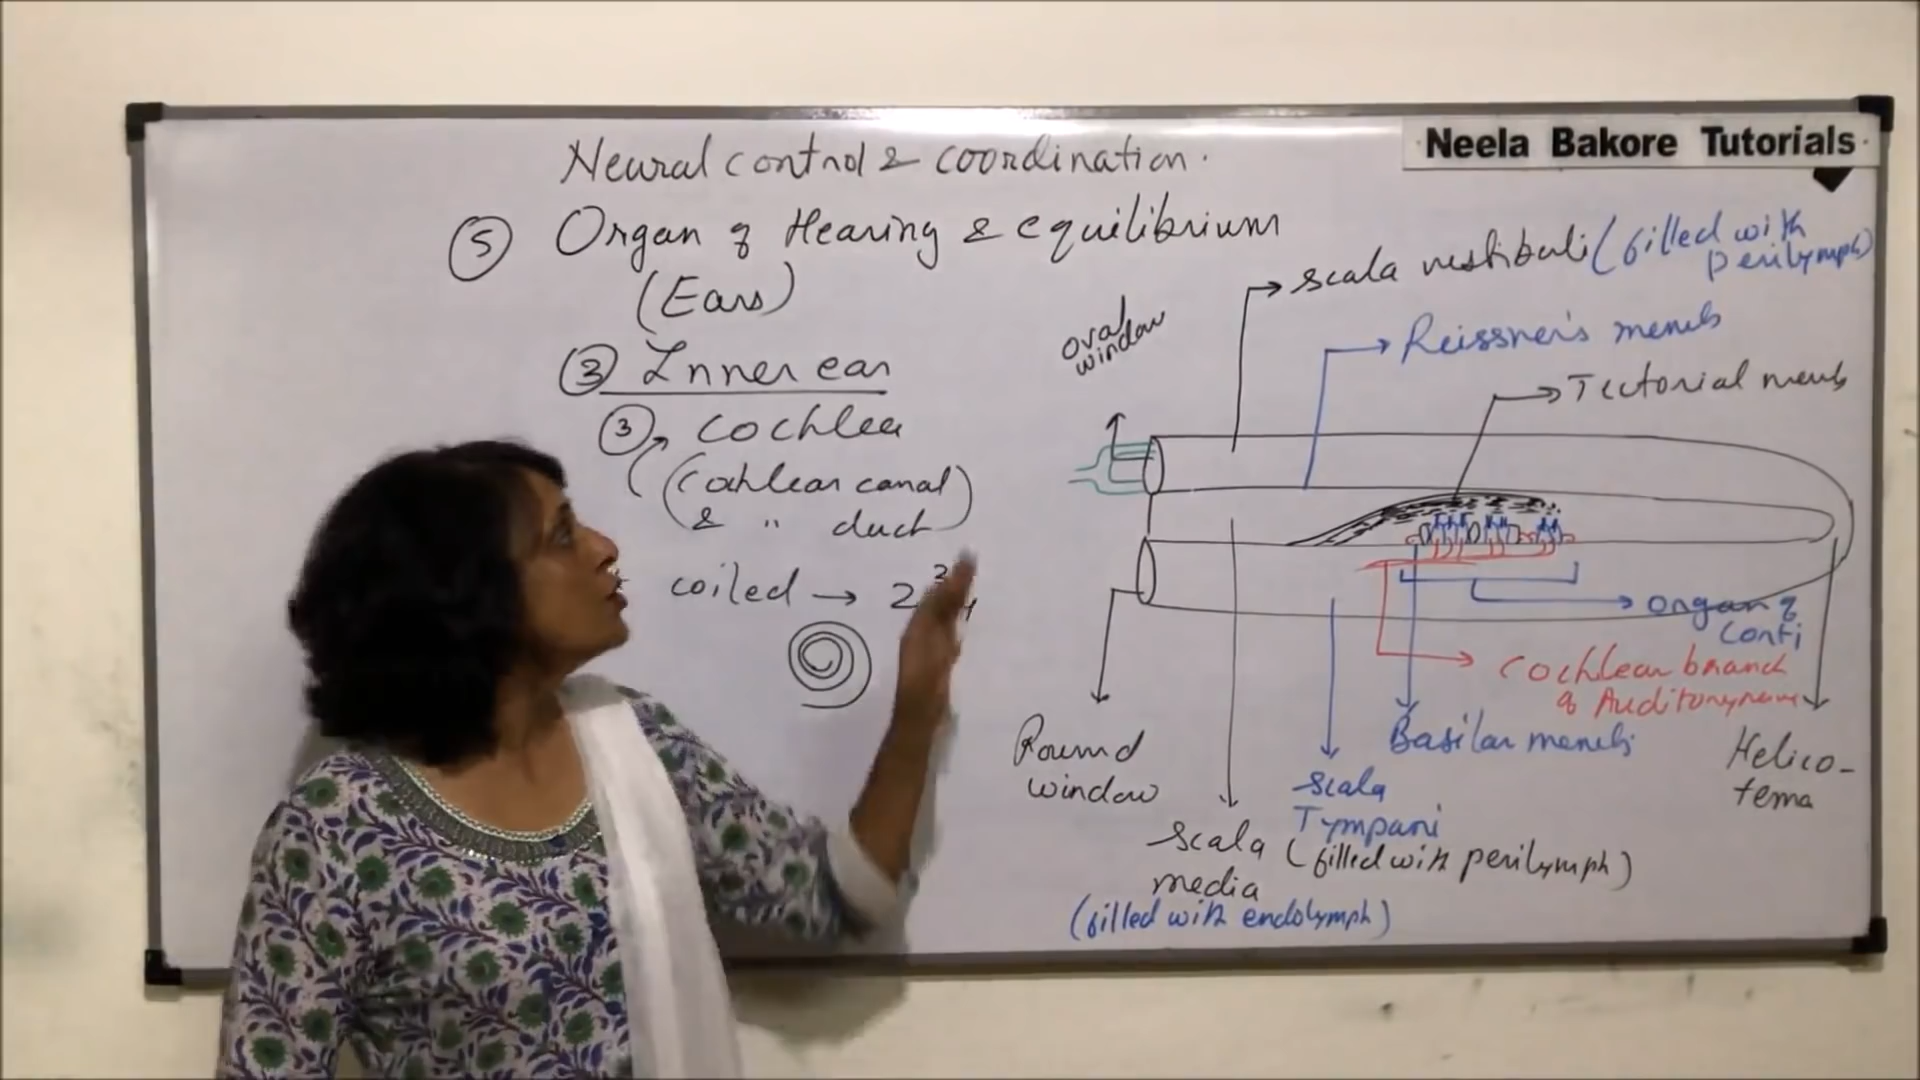 Neural control & coordination.
Neela Bakore Tutorials
5 Organ of Hearing & equilibrium
(Ears)
3 Inner ear
3 cochlea
(Cochlear canal
& " duct)
coiled → 2 3
oval
window
scala vestibuli (filled with
perilymph)
Reissner's memb
Tectorial memb
organ of
Corti
Cochlear branch
of Auditory nerve
Basilar memb
Helico-
tema
Round
window
scala
Tympani
(filled with perilymph)
scala
media
(filled with endolymph)